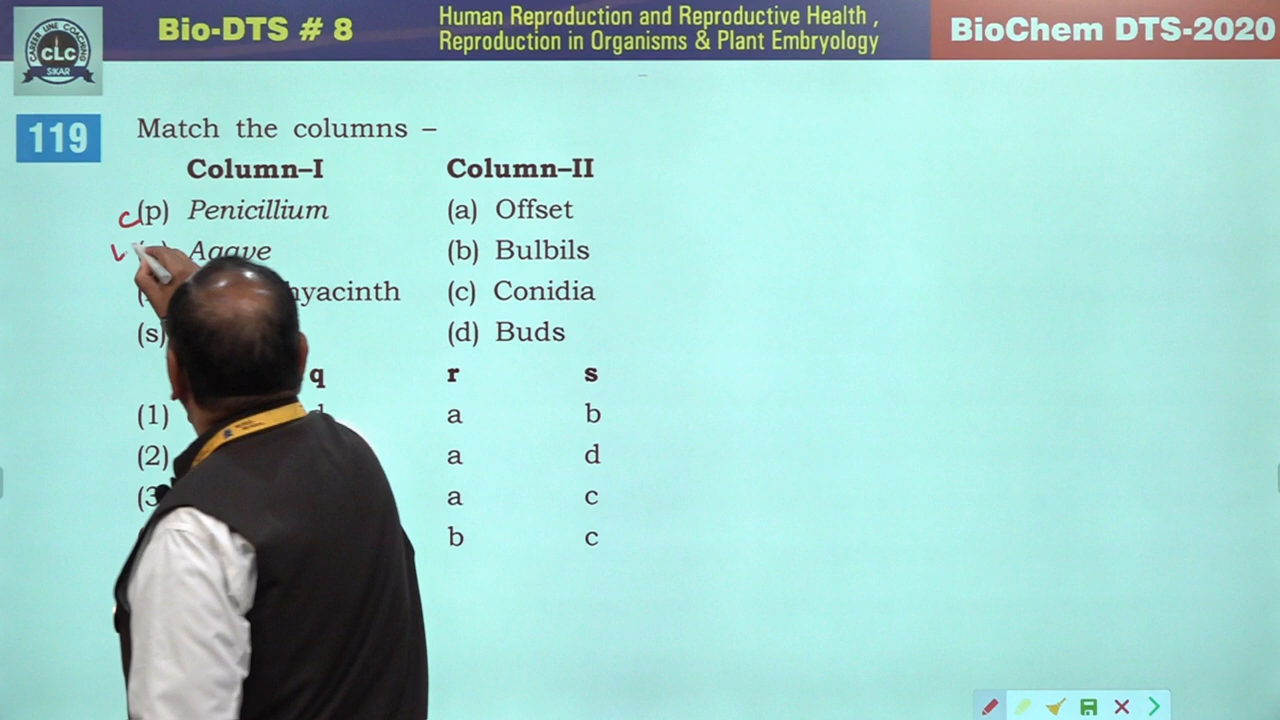 CAREER LINE COACHING
CLC
SIKAR
Bio-DTS # 8
Human Reproduction and Reproductive Health ,
Reproduction in Organisms & Plant Embryology
BioChem DTS-2020
119
Match the columns –
Column–I Column–II
c (p) Penicillium (a) Offset
Agave (b) Bulbils
hyacinth (c) Conidia
(s) (d) Buds
q r s
(1) a b
(2) a d
(3 a c
b c